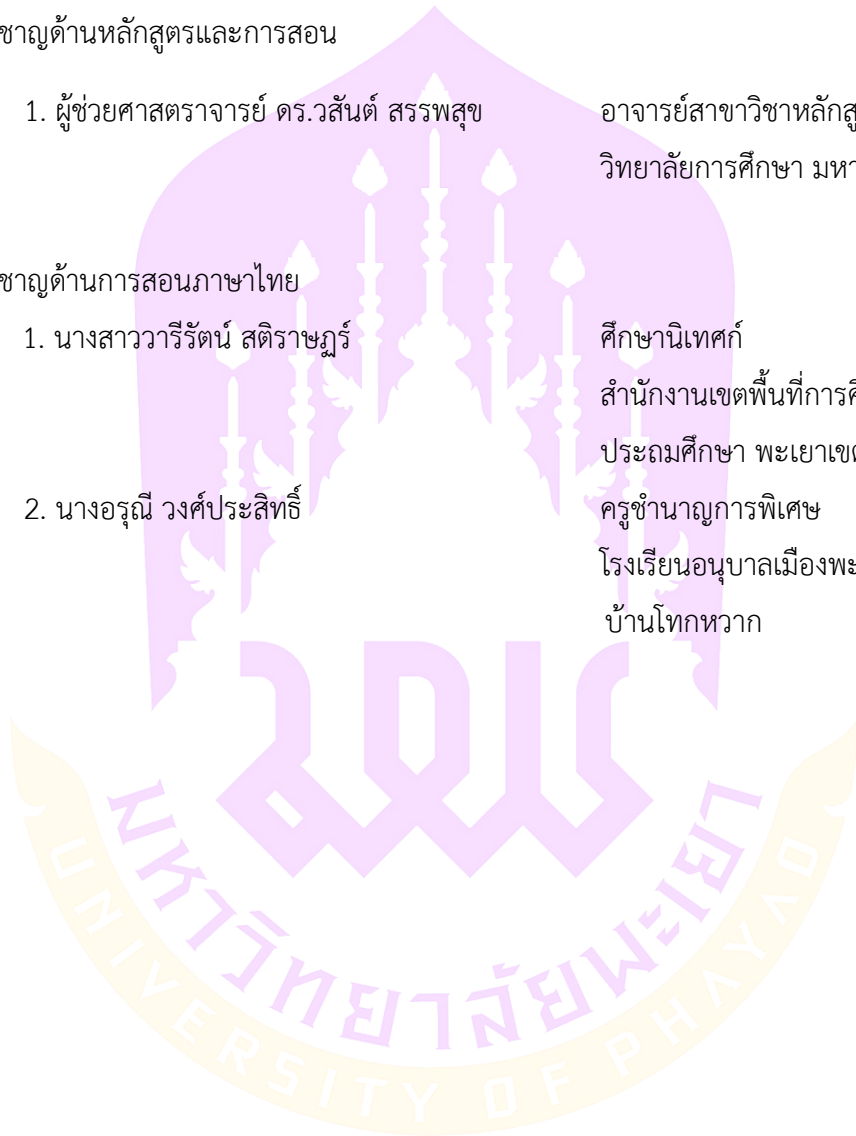 ชาญด้านหลักสูตรและการสอน
1. ผู้ช่วยศาสตราจารย์ ดร.วสันต์ สรรพสุข อาจารย์สาขาวิชาหลักสู
วิทยาลัยการศึกษา มหา
ชาญด้านการสอนภาษาไทย
1. นางสาววารีรัตน์ สติราษฏร์ ศึกษานิเทศก์
สำนักงานเขตพื้นที่การศึ
ประถมศึกษา พะเยาเขต
2. นางอรุณี วงศ์ประสิทธิ์ ครูชำนาญการพิเศษ
โรงเรียนอนุบาลเมืองพะ
บ้านโทกหวาก
มหาวิทยาลัยพะเยา
UNIVERSITY OF PHAYAO